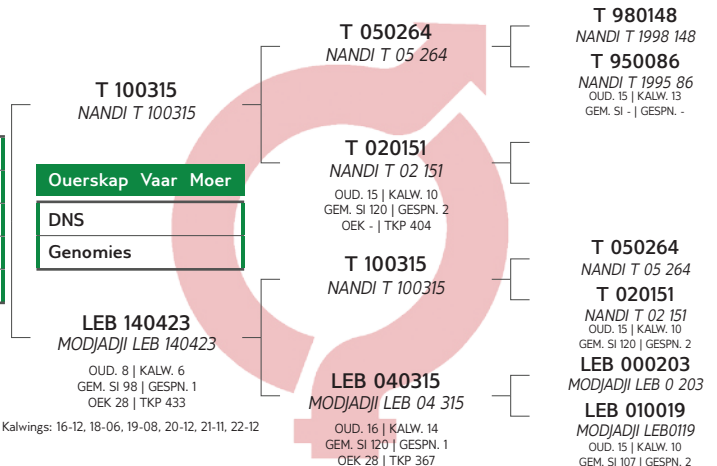 T 100315
NANDI T 100315
Ouerskap Vaar Moer
DNS
Genomies
LEB 140423
MODJADJI LEB 140423
OUD. 8 | KALW. 6
GEM. SI 98 | GESPN. 1
OEK 28 | TKP 433
Kalwings: 16-12, 18-06, 19-08, 20-12, 21-11, 22-12
T 050264
NANDI T 05 264
T 020151
NANDI T 02 151
OUD. 15 | KALW. 10
GEM. SI 120 | GESPN. 2
OEK - | TKP 404
T 100315
NANDI T 100315
LEB 040315
MODJADJI LEB 04 315
OUD. 16 | KALW. 14
GEM. SI 120 | GESPN. 1
OEK 28 | TKP 367
T 980148
NANDI T 1998 148
T 950086
NANDI T 1995 86
OUD. 15 | KALW. 13
GEM. SI - | GESPN. -
T 050264
NANDI T 05 264
T 020151
NANDI T 02 151
OUD. 15 | KALW. 10
GEM. SI 120 | GESPN. 2
LEB 000203
MODJADJI LEB 0 203
LEB 010019
MODJADJI LEB0119
OUD. 15 | KALW. 10
GEM. SI 107 | GESPN. 2